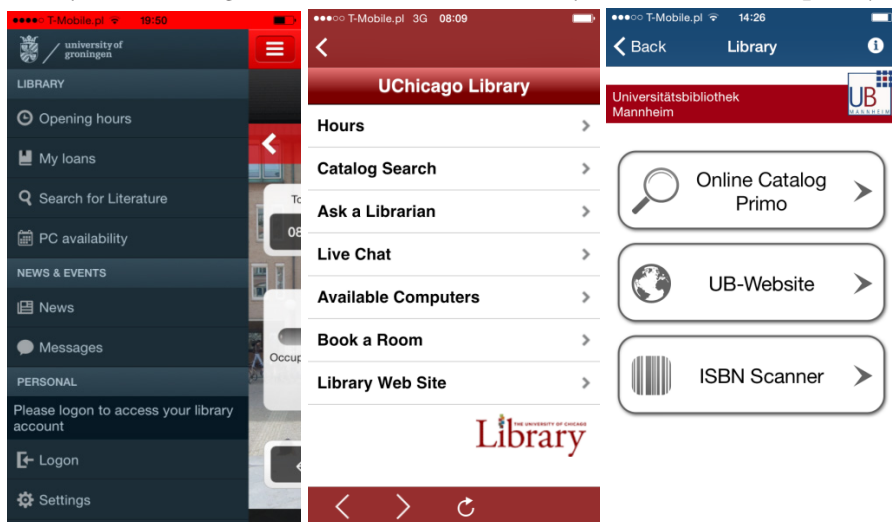 T-Mobile.pl 19:50
university of
groningen
LIBRARY
Opening hours
My loans
Search for Literature
PC availability
NEWS & EVENTS
News
Messages
PERSONAL
Please logon to access your library
account
Logon
Settings
08
Occup
T-Mobile.pl 3G 08:09
UChicago Library
Hours
Catalog Search
Ask a Librarian
Live Chat
Available Computers
Book a Room
Library Web Site
THE UNIVERSITY OF CHICAGO
Library
T-Mobile.pl 14:26
Back Library
Universitätsbibliothek
Mannheim
UB
MANNHEIM
Online Catalog
Primo
UB-Website
ISBN Scanner